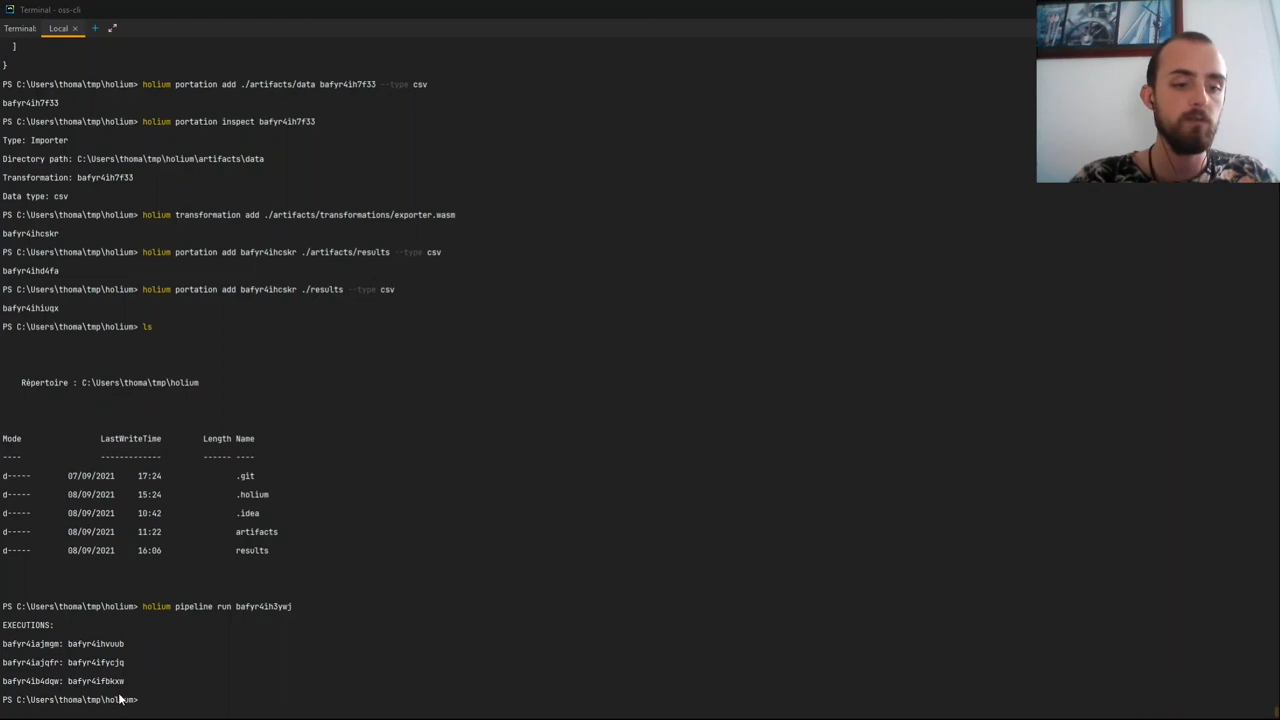 Terminal - oss-cli
Terminal: Local × +
]
}
PS C:\Users\thoma\tmp\holium> holium portation add ./artifacts/data bafyr4ih7f33 --type csv
bafyr4ih7f33
PS C:\Users\thoma\tmp\holium> holium portation inspect bafyr4ih7f33
Type: Importer
Directory path: C:\Users\thoma\tmp\holium\artifacts\data
Transformation: bafyr4ih7f33
Data type: csv
PS C:\Users\thoma\tmp\holium> holium transformation add ./artifacts/transformations/exporter.wasm
bafyr4ihcskr
PS C:\Users\thoma\tmp\holium> holium portation add bafyr4ihcskr ./artifacts/results --type csv
bafyr4ihd4fa
PS C:\Users\thoma\tmp\holium> holium portation add bafyr4ihcskr ./results --type csv
bafyr4ihiuqx
PS C:\Users\thoma\tmp\holium> ls
Répertoire : C:\Users\thoma\tmp\holium
Mode LastWriteTime Length Name
---- ------------- ------ ----
d----- 07/09/2021 17:24 .git
d----- 08/09/2021 15:24 .holium
d----- 08/09/2021 10:42 .idea
d----- 08/09/2021 11:22 artifacts
d----- 08/09/2021 16:06 results
PS C:\Users\thoma\tmp\holium> holium pipeline run bafyr4ih3ywj
EXECUTIONS:
bafyr4iajmgm: bafyr4ihvuub
bafyr4iajqfr: bafyr4ifycjq
bafyr4ib4dqw: bafyr4ifbkxw
PS C:\Users\thoma\tmp\holium>